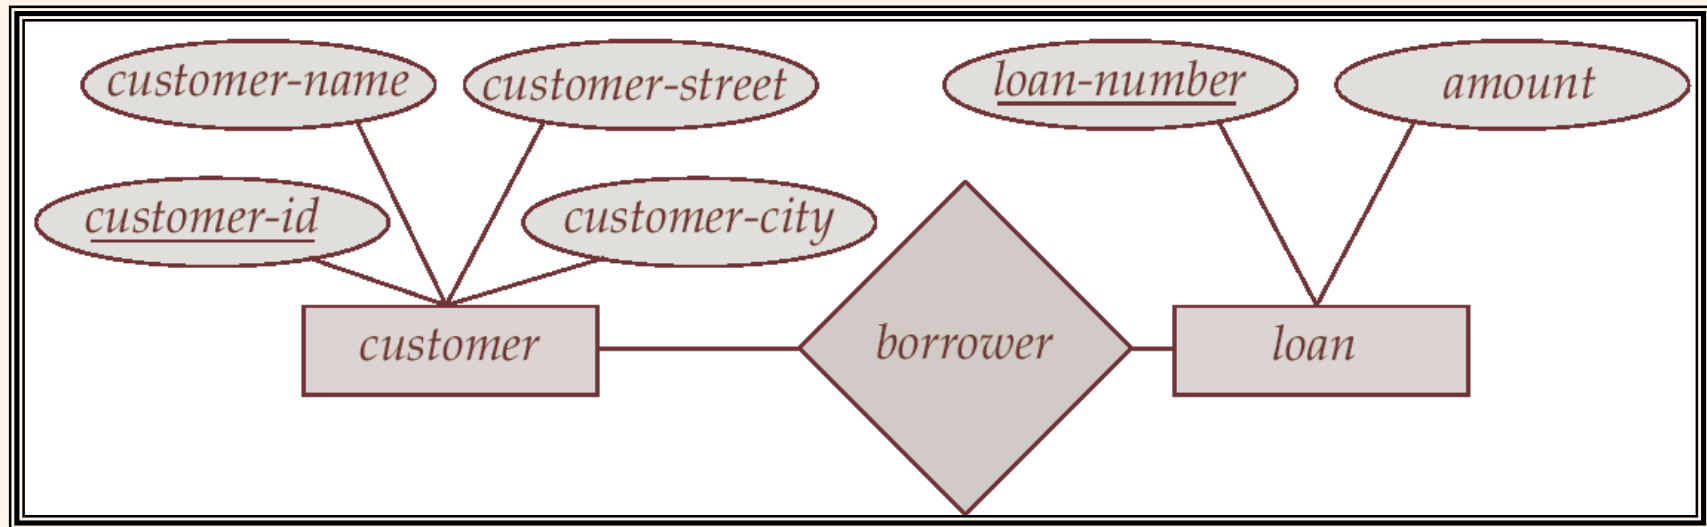 customer-name
customer-street
loan-number
amount
customer-id
customer-city
customer
borrower
loan